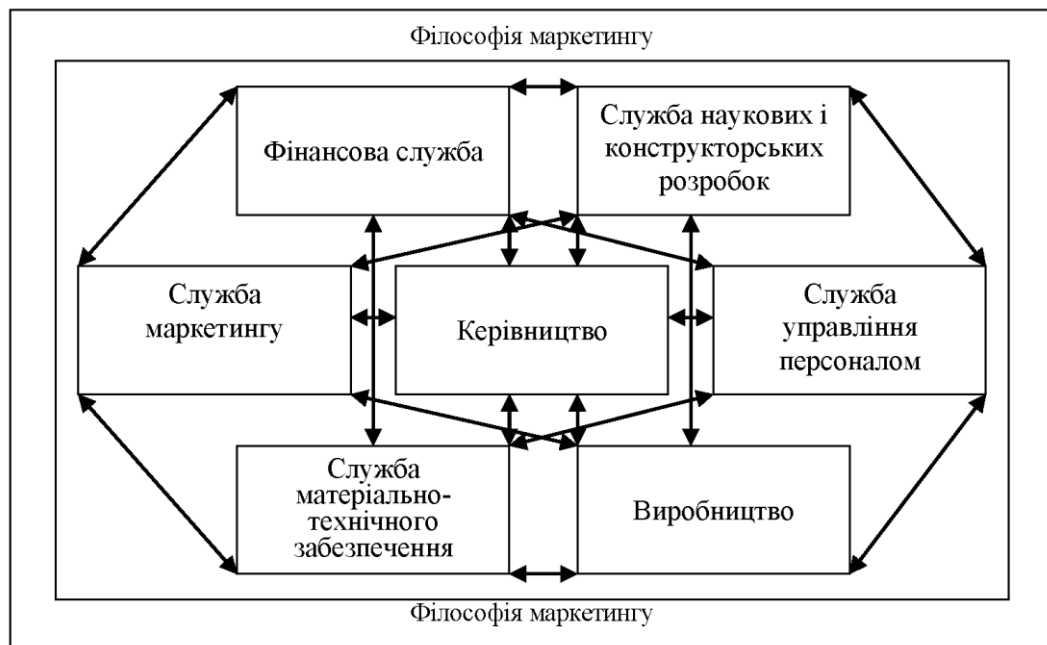 Філософія маркетингу
Фінансова служба
Служба наукових і
конструкторських
розробок
Служба
маркетингу
Керівництво
Служба
управління
персоналом
Служба
матеріально-
технічного
забезпечення
Виробництво
Філософія маркетингу